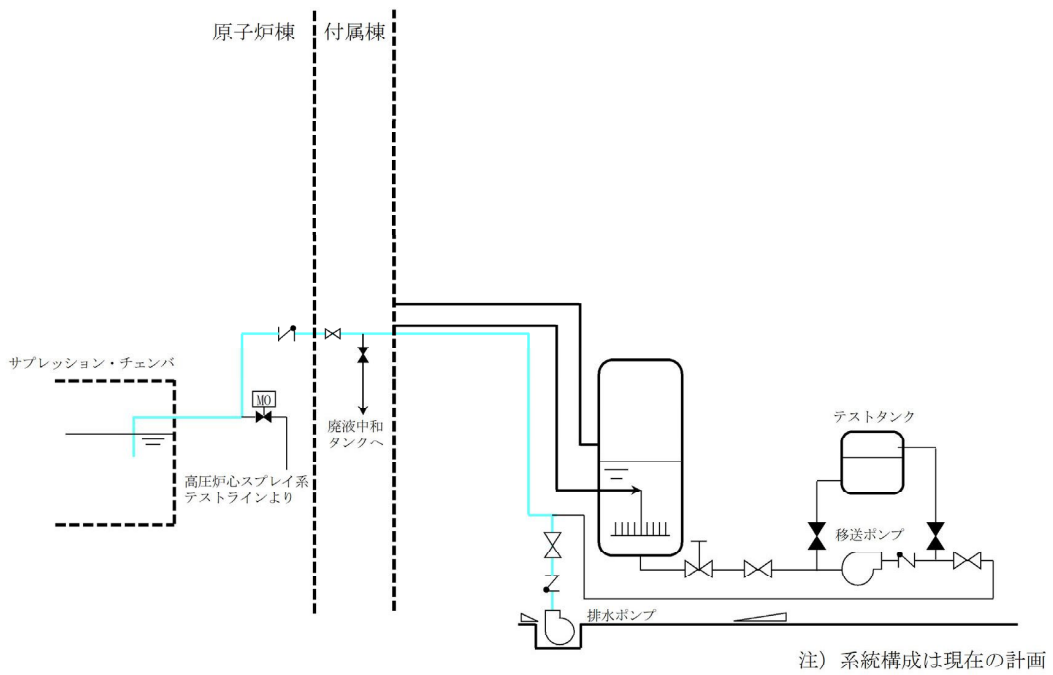 原子炉棟
付属棟
サプレッション・チェンバ
MO
高圧炉心スプレイ系
テストラインより
廃液中和
タンクへ
テストタンク
移送ポンプ
排水ポンプ
注）系統構成は現在の計画